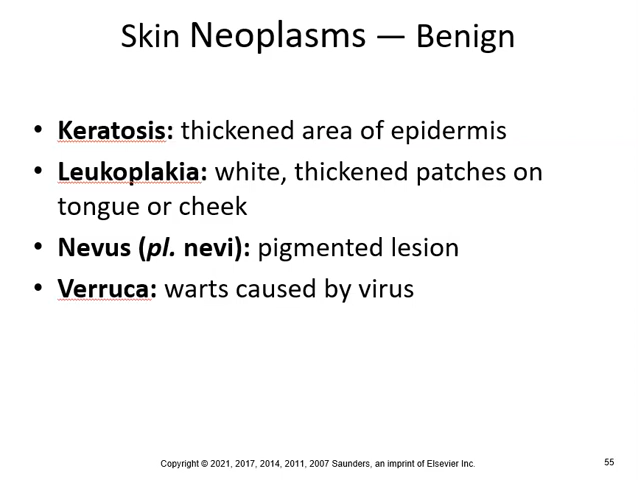 Skin Neoplasms — Benign
• Keratosis: thickened area of epidermis
• Leukoplakia: white, thickened patches on
tongue or cheek
• Nevus (pl. nevi): pigmented lesion
• Verruca: warts caused by virus
Copyright © 2021, 2017, 2014, 2011, 2007 Saunders, an imprint of Elsevier Inc.
55